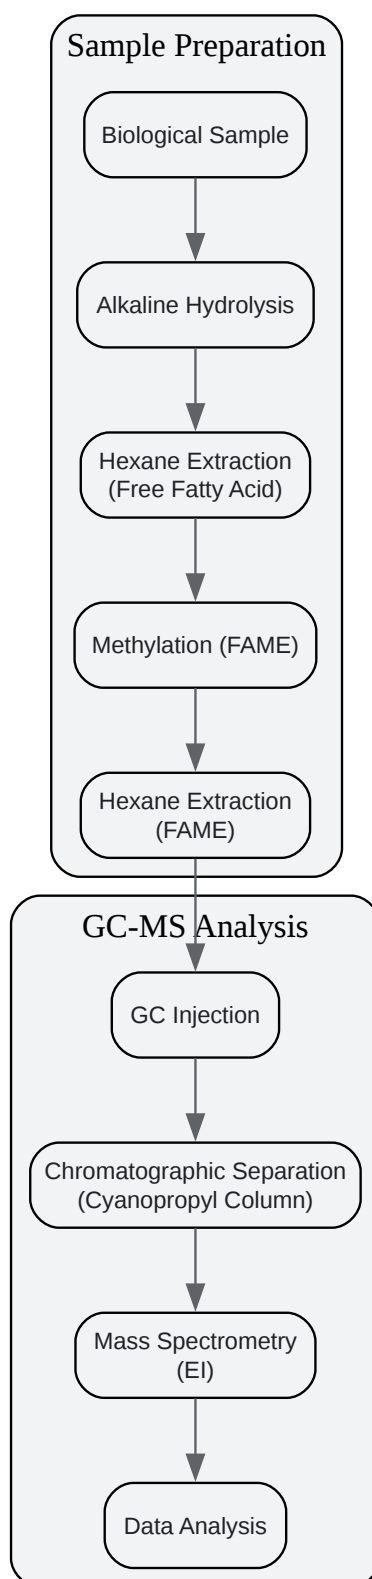 Sample Preparation
Biological Sample
Alkaline Hydrolysis
Hexane Extraction
(Free Fatty Acid)
Methylation (FAME)
Hexane Extraction
(FAME)
GC-MS Analysis
GC Injection
Chromatographic Separation
(Cyanopropyl Column)
Mass Spectrometry
(EI)
Data Analysis